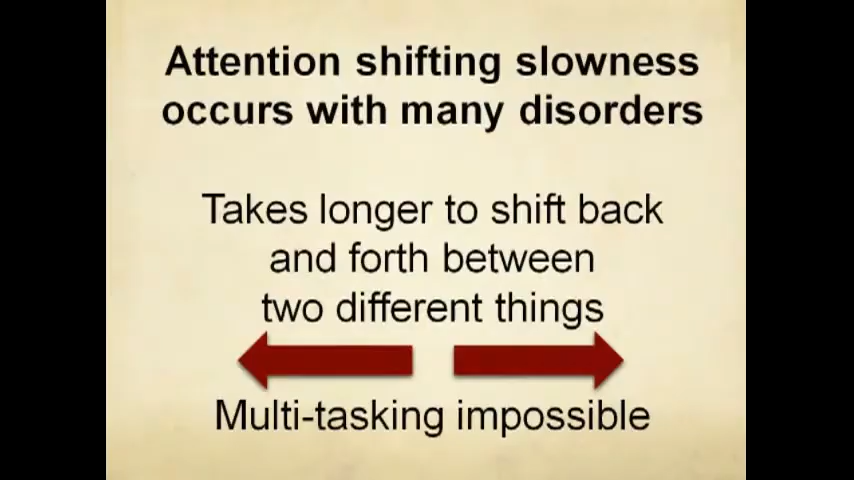 Attention shifting slowness
occurs with many disorders
Takes longer to shift back
and forth between
two different things
Multi-tasking impossible